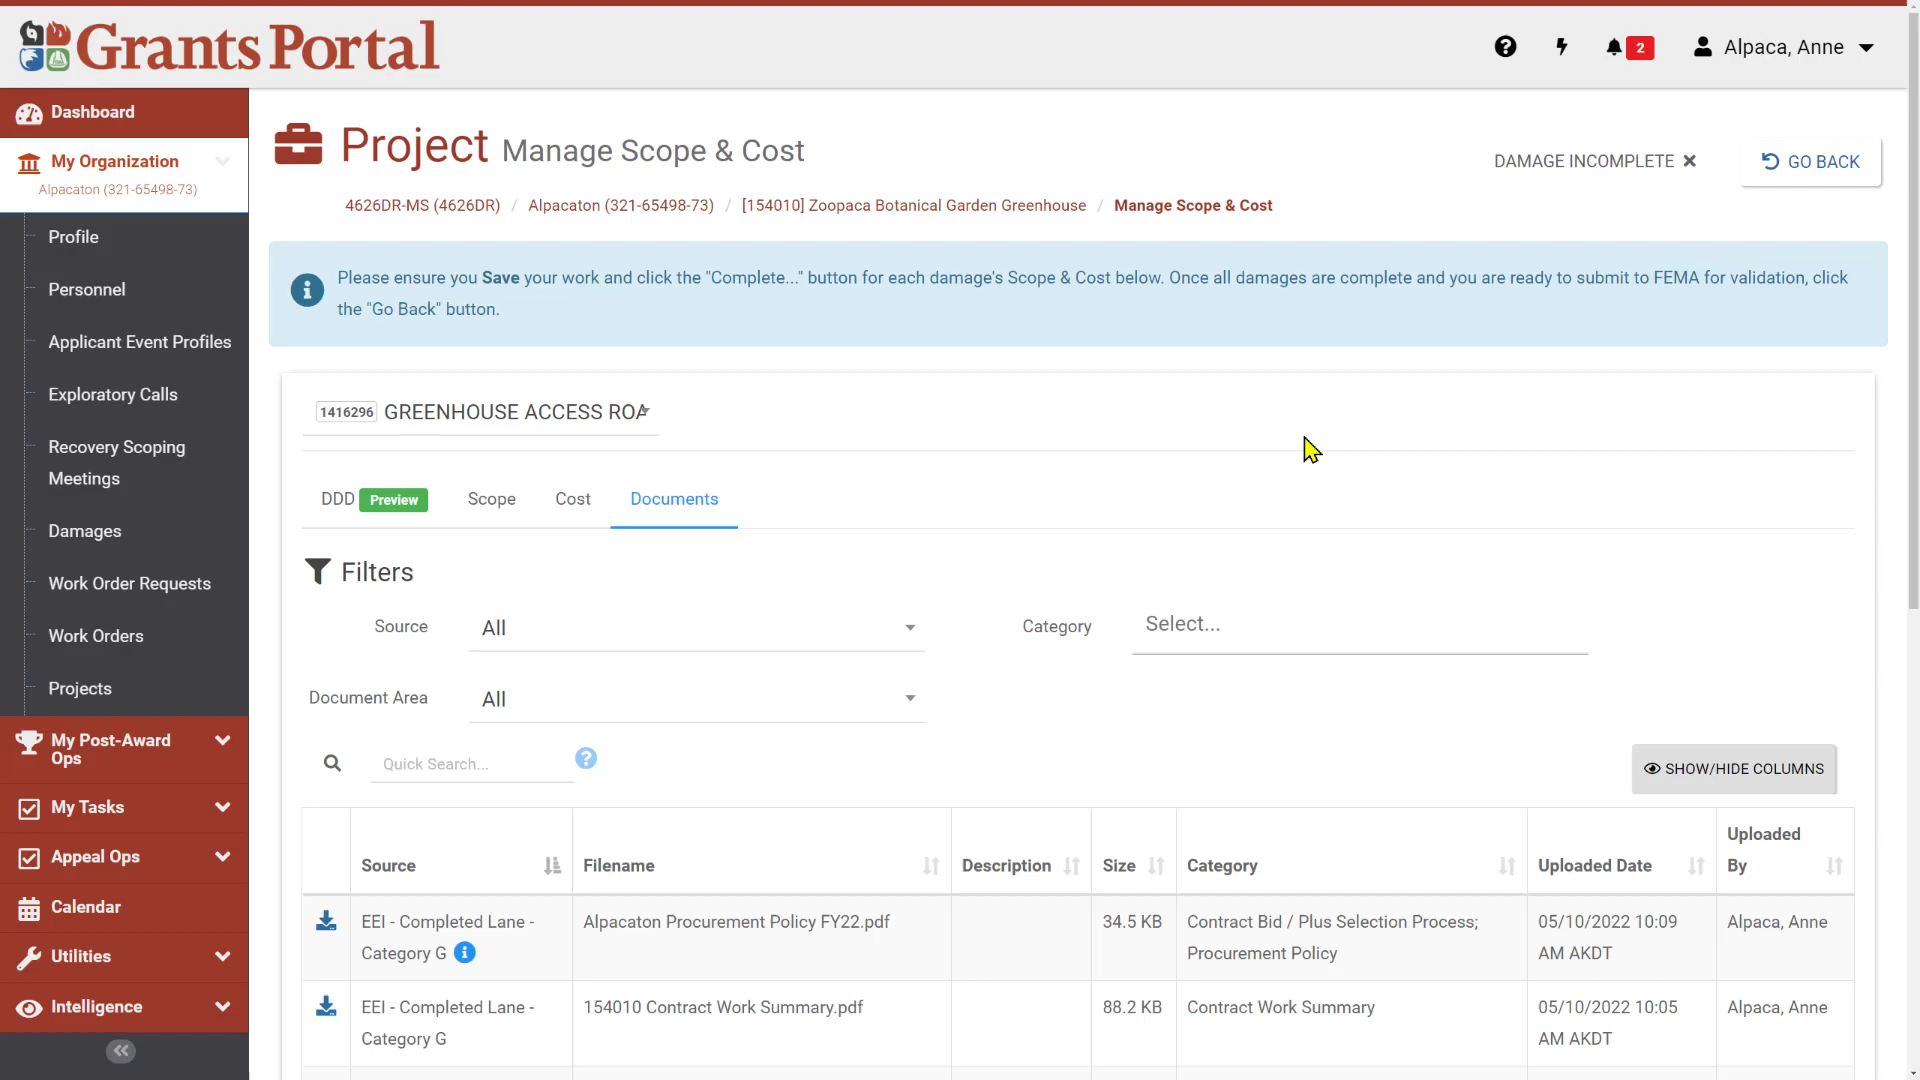 Grants Portal
2
Alpaca, Anne
Dashboard
My Organization
Alpacaton (321-65498-73)
Profile
Personnel
Applicant Event Profiles
Exploratory Calls
Recovery Scoping
Meetings
Damages
Work Order Requests
Work Orders
Projects
My Post-Award
Ops
My Tasks
Appeal Ops
Calendar
Utilities
Intelligence
Project Manage Scope & Cost
DAMAGE INCOMPLETE
GO BACK
4626DR-MS (4626DR) / Alpacaton (321-65498-73) / [154010] Zoopaca Botanical Garden Greenhouse / Manage Scope & Cost
Please ensure you Save your work and click the "Complete..." button for each damage's Scope & Cost below. Once all damages are complete and you are ready to submit to FEMA for validation, click
the "Go Back" button.
1416296 GREENHOUSE ACCESS ROA
DDD Preview Scope Cost Documents
Filters
Source All Category Select...
Document Area All
Quick Search... ?
SHOW/HIDE COLUMNS
Source Filename Description Size Category Uploaded Date Uploaded
By
EEI - Completed Lane - Alpacaton Procurement Policy FY22.pdf 34.5 KB Contract Bid / Plus Selection Process; 05/10/2022 10:09 Alpaca, Anne
Category G Procurement Policy AM AKDT
EEI - Completed Lane - 154010 Contract Work Summary.pdf 88.2 KB Contract Work Summary 05/10/2022 10:05 Alpaca, Anne
Category G AM AKDT